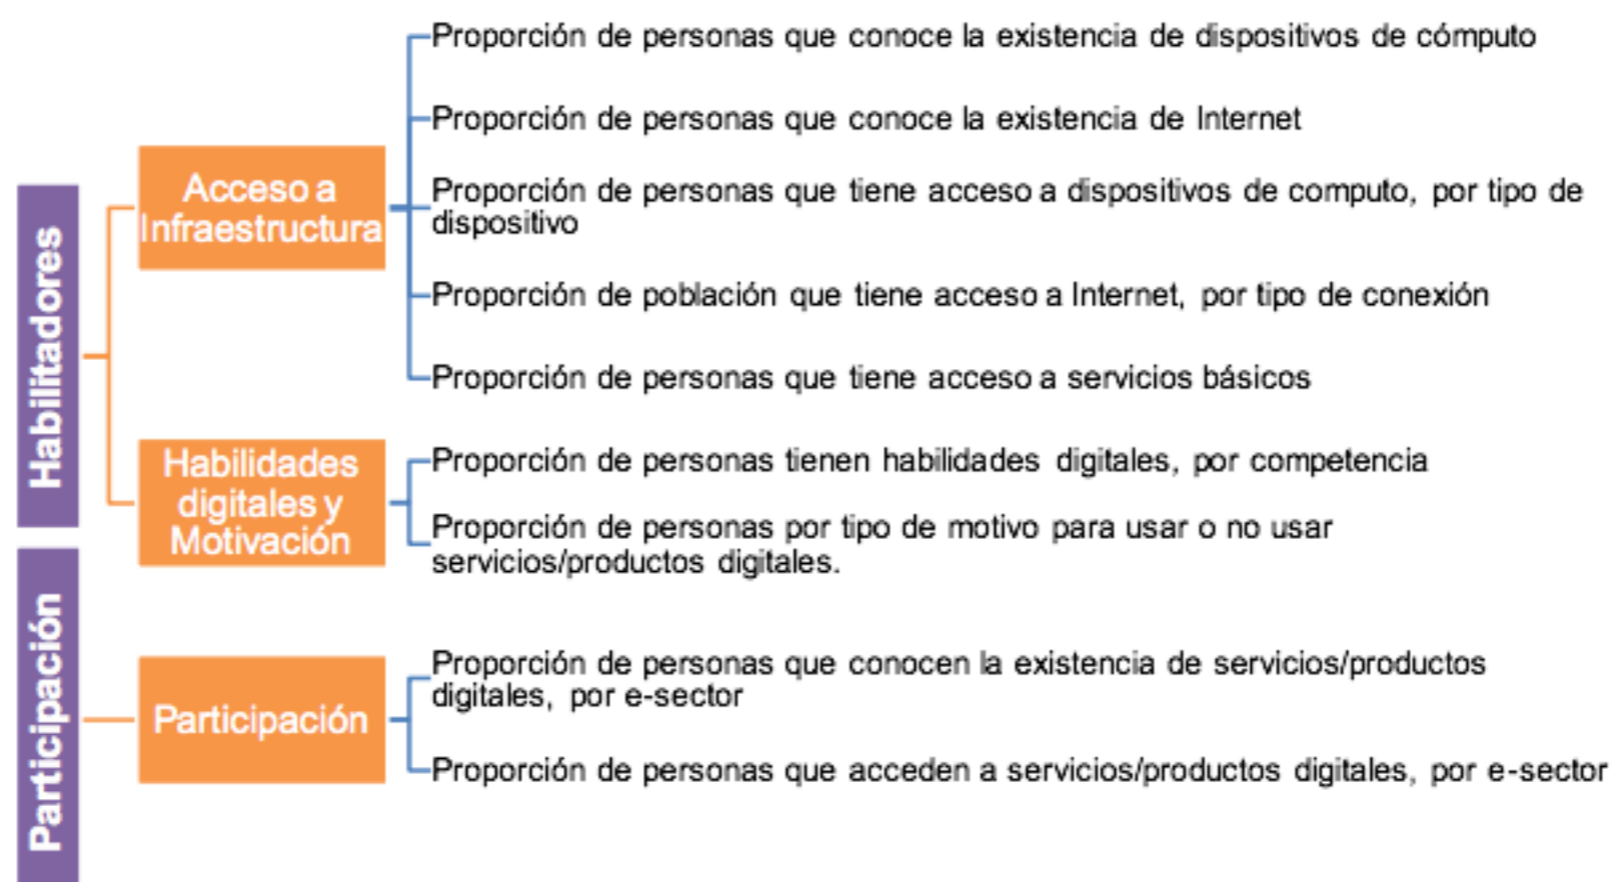 Habilitadores
Acceso a
Infraestructura
Proporción de personas que conoce la existencia de dispositivos de cómputo
Proporción de personas que conoce la existencia de Internet
Proporción de personas que tiene acceso a dispositivos de computo, por tipo de
dispositivo
Proporción de población que tiene acceso a Internet, por tipo de conexión
Proporción de personas que tiene acceso a servicios básicos
Habilidades
digitales y
Motivación
Proporción de personas tienen habilidades digitales, por competencia
Proporción de personas por tipo de motivo para usar o no usar
servicios/productos digitales.
Participación
Participación
Proporción de personas que conocen la existencia de servicios/productos
digitales, por e-sector
Proporción de personas que acceden a servicios/productos digitales, por e-sector